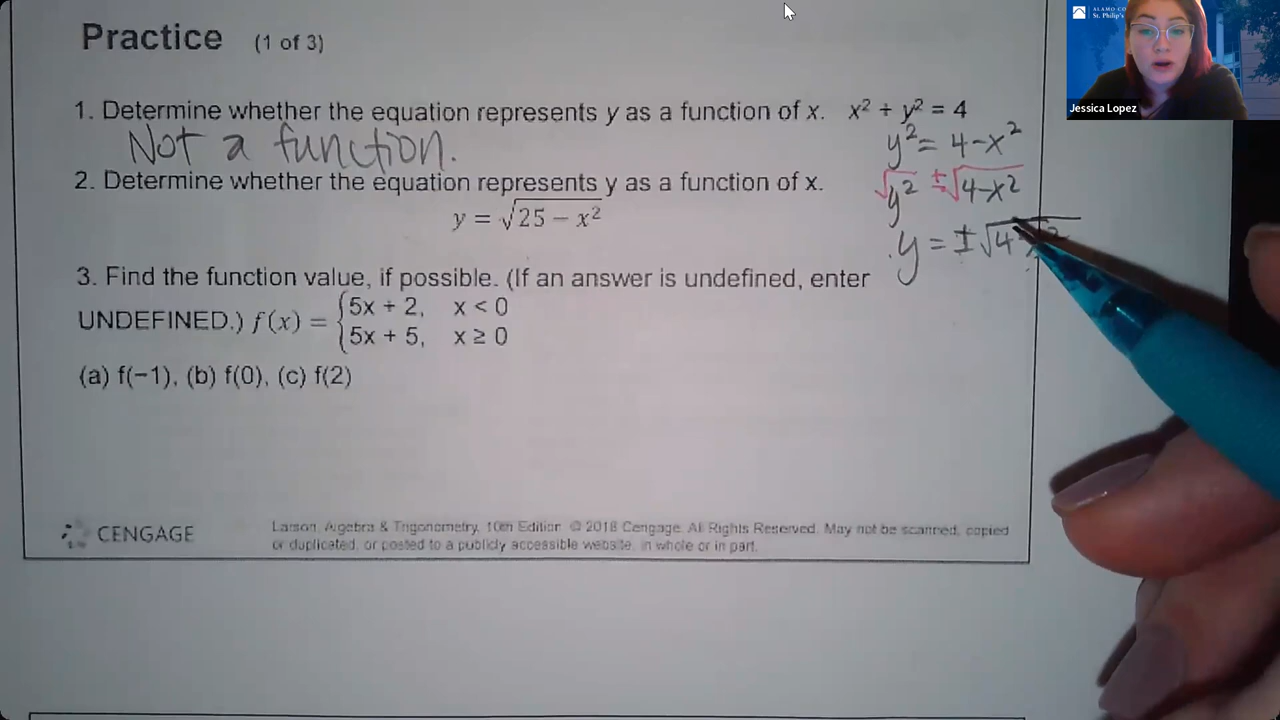 Practice (1 of 3)
ALAMO CO
St. Philip's
Jessica Lopez
1. Determine whether the equation represents y as a function of x. x² + y² = 4
Not a function.
y² = 4-x²
2. Determine whether the equation represents y as a function of x.
√y² ±√4-x²
y = √25 − x²
y = ±√4
3. Find the function value, if possible. (If an answer is undefined, enter
UNDEFINED.) f(x) = { 5x + 2, x < 0
5x + 5, x ≥ 0
(a) f(−1), (b) f(0), (c) f(2)
CENGAGE
Larson, Algebra & Trigonometry, 10th Edition. © 2018 Cengage. All Rights Reserved. May not be scanned, copied
or duplicated, or posted to a publicly accessible website, in whole or in part.